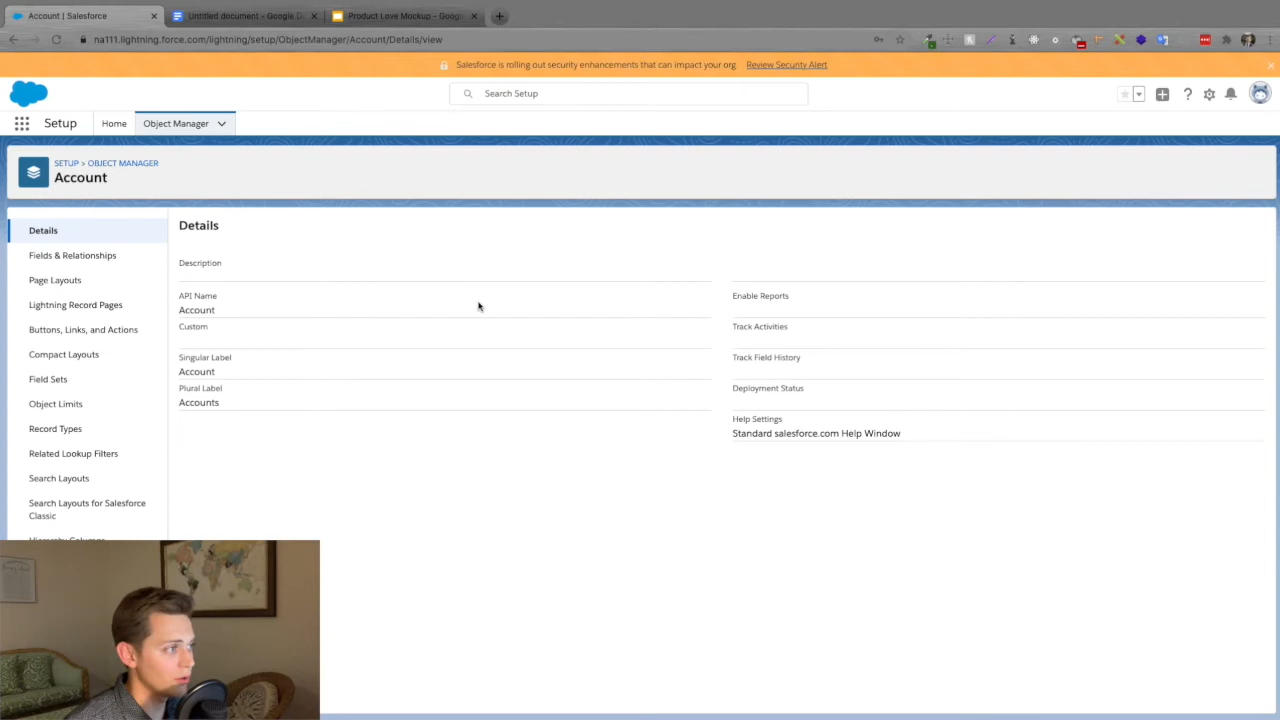 Account | Salesforce
Untitled document - Google D
Product Love Mockup - Googl
na111.lightning.force.com/lightning/setup/ObjectManager/Account/Details/view
Salesforce is rolling out security enhancements that can impact your org Review Security Alert
Search Setup
Setup
Home
Object Manager
SETUP > OBJECT MANAGER
Account
Details
Fields & Relationships
Page Layouts
Lightning Record Pages
Buttons, Links, and Actions
Compact Layouts
Field Sets
Object Limits
Record Types
Related Lookup Filters
Search Layouts
Search Layouts for Salesforce
Classic
Hierarchy Columns
Details
Description
API Name
Account
Custom
Singular Label
Account
Plural Label
Accounts
Enable Reports
Track Activities
Track Field History
Deployment Status
Help Settings
Standard salesforce.com Help Window